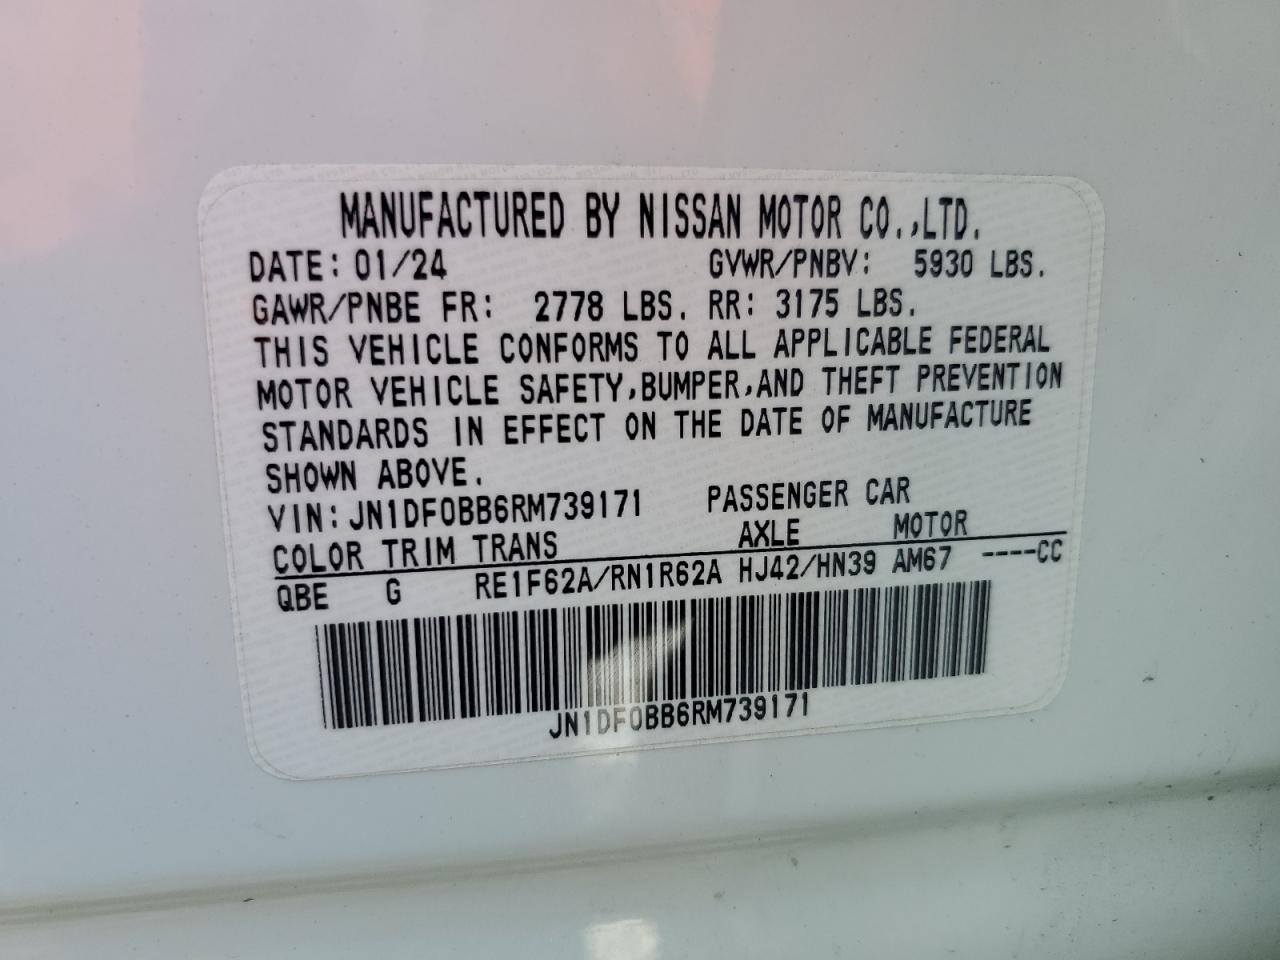 MANUFACTURED BY NISSAN MOTOR CO.,LTD.
DATE: 01/24 GVWR/PNBV: 5930 LBS.
GAWR/PNBE FR: 2778 LBS. RR: 3175 LBS.
THIS VEHICLE CONFORMS TO ALL APPLICABLE FEDERAL
MOTOR VEHICLE SAFETY,BUMPER,AND THEFT PREVENTION
STANDARDS IN EFFECT ON THE DATE OF MANUFACTURE
SHOWN ABOVE.
VIN:JN1DF0BB6RM739171 PASSENGER CAR
COLOR TRIM TRANS AXLE MOTOR
QBE G RE1F62A/RN1R62A HJ42/HN39 AM67 ----CC
JN1DF0BB6RM739171